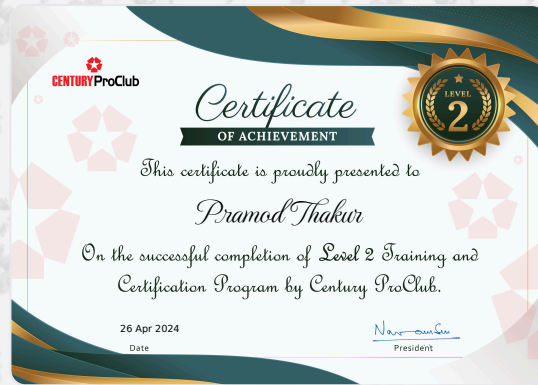 CENTURY ProClub
Certificate
OF ACHIEVEMENT
LEVEL
2
This certificate is proudly presented to
Pramod Thakur
On the successful completion of Level 2 Training and
Certification Program by Century ProClub.
26 Apr 2024
Date
President